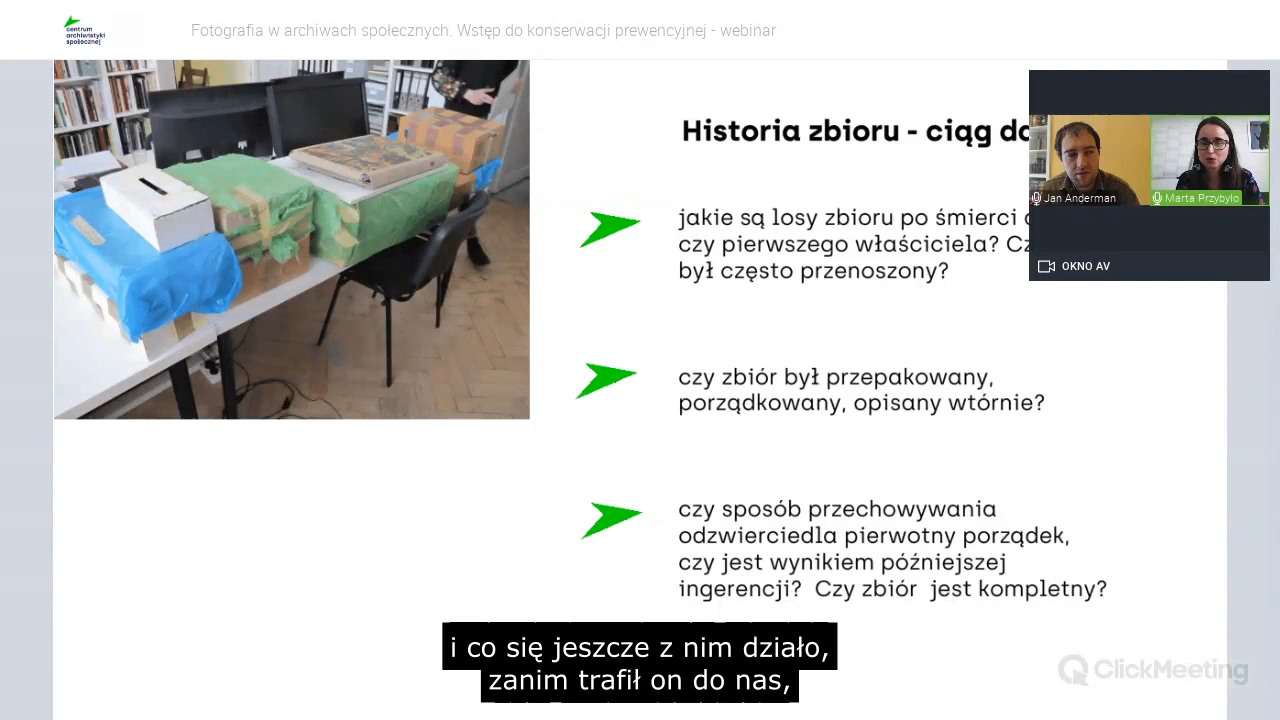 centrum
archiwistyki
społecznej
Fotografia w archiwach społecznych. Wstęp do konserwacji prewencyjnej - webinar
Historia zbioru - ciąg
jakie są losy zbioru po śmierci
czy pierwszego właściciela?
był często przenoszony?
czy zbiór był przepakowany,
porządkowany, opisany wtórnie?
czy sposób przechowywania
odzwierciedla pierwotny porządek,
czy jest wynikiem późniejszej
ingerencji? Czy zbiór jest kompletny?
Jan Anderman
Marta Przybyło
OKNO AV
i co się jeszcze z nim działo,
zanim trafił on do nas,
ClickMeeting